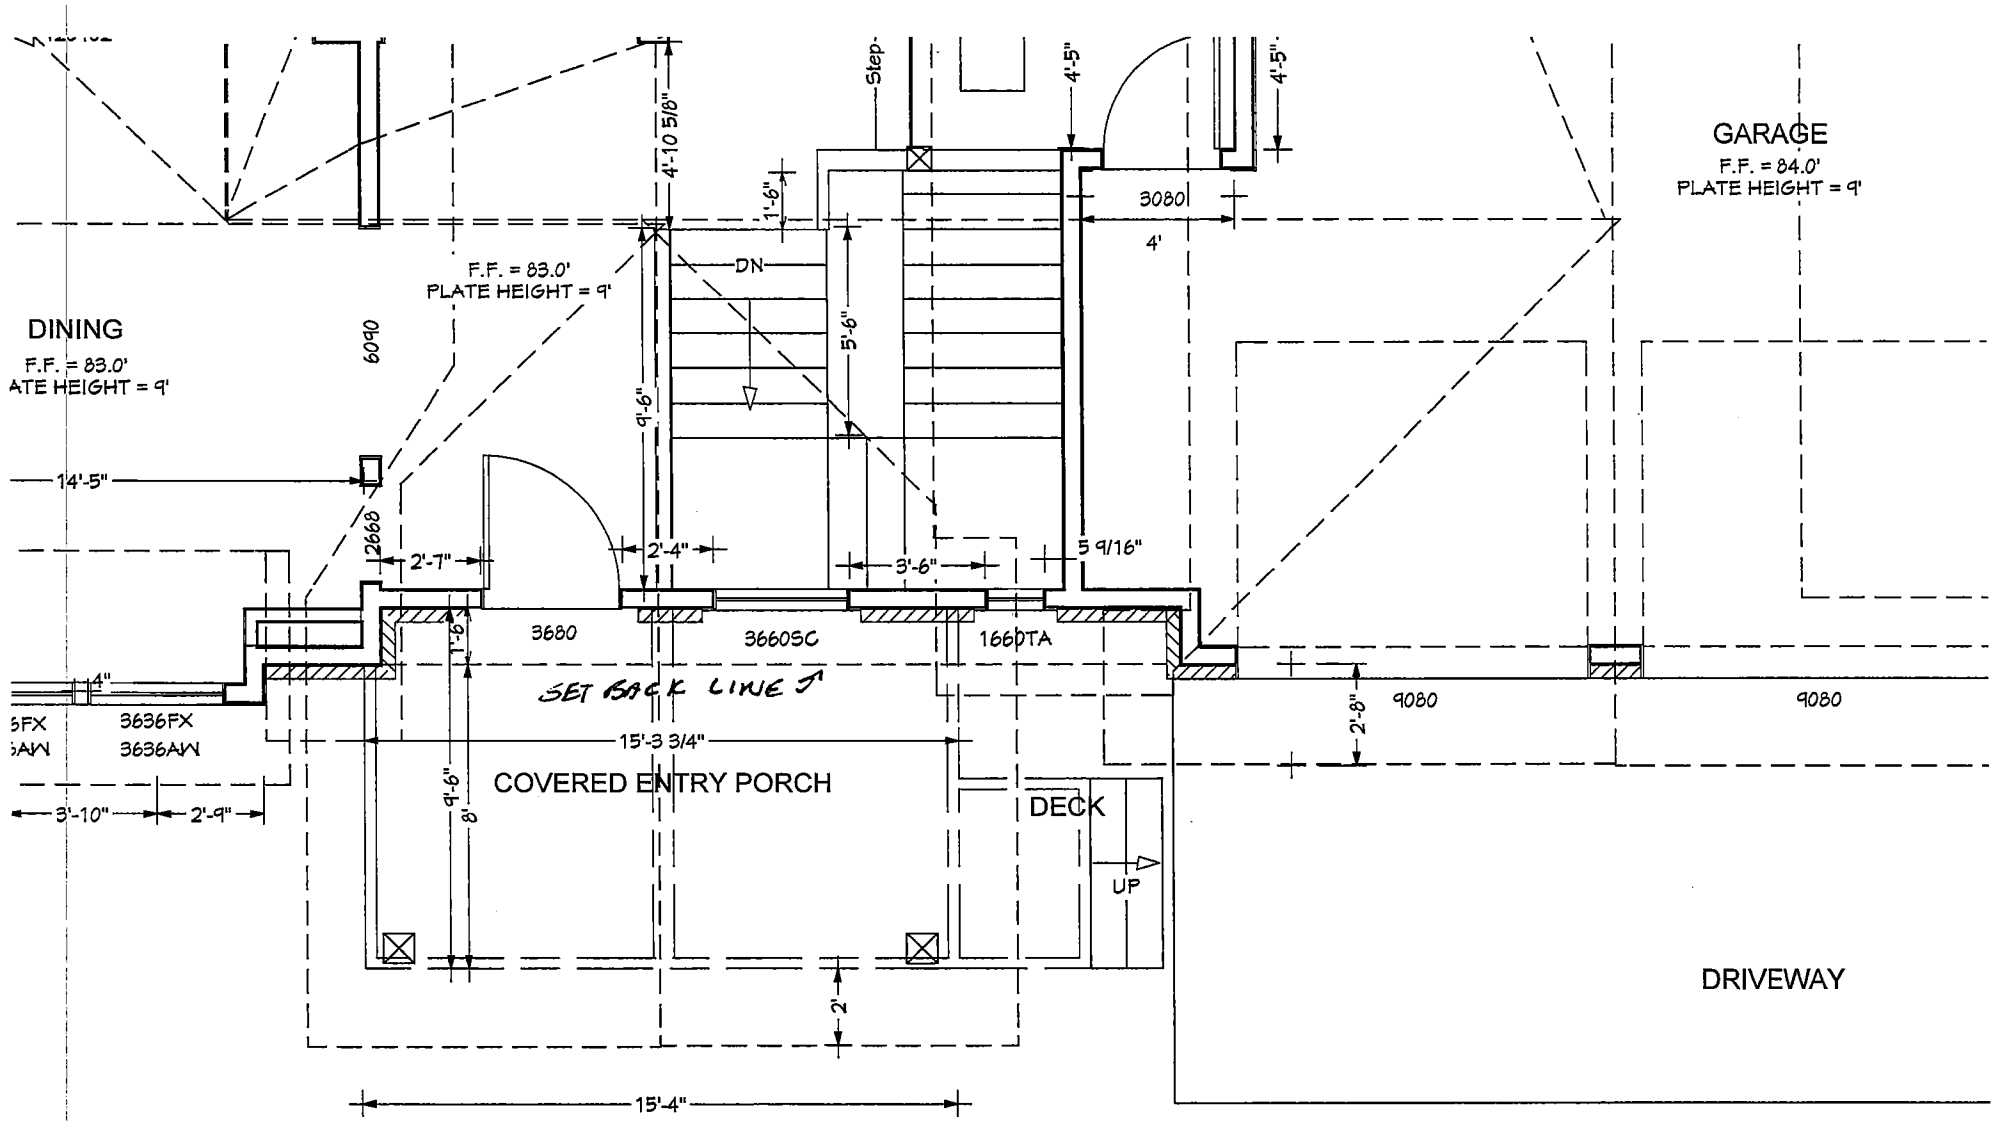 Step
4'-5"
4'-5"
4'-10 5/8"
GARAGE
F.F. = 84.0'
PLATE HEIGHT = 9'
1'-6"
3080
4'
DN
F.F. = 83.0'
PLATE HEIGHT = 9'
DINING
F.F. = 83.0'
ATE HEIGHT = 9'
6090
5'-6"
9'-6"
14'-5"
2668
2'-7"
2'-4"
3'-6"
5 9/16"
3680
1'-6"
3660SC
1660TA
4"
SET BACK LINE
3636FX
3636AW
9080
9080
2'-8"
15'-3 3/4"
COVERED ENTRY PORCH
9'-6"
8'
DECK
3'-10"
2'-9"
UP
DRIVEWAY
2'
15'-4"